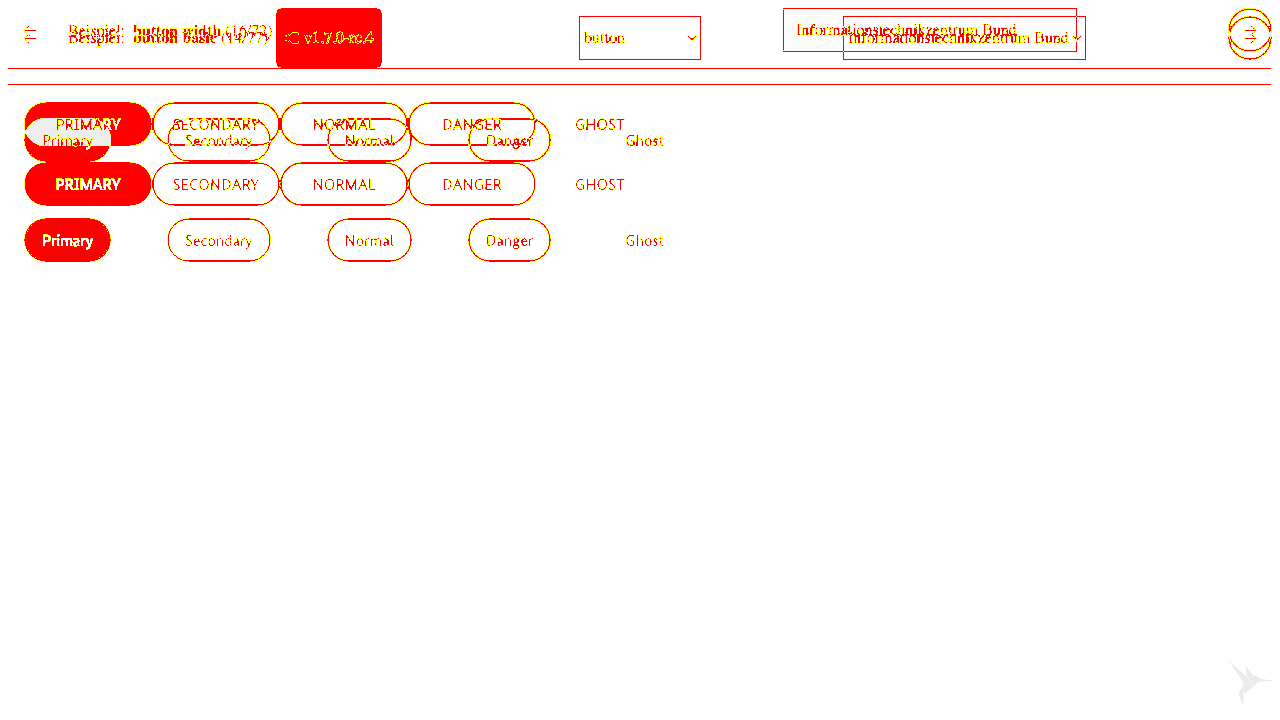 Beispiel: button width (16/72)
Beispiel: button basic (14/77)
v1.7.0-rc.4
button
Informationstechnikzentrum Bund
Informationstechnikzentrum Bund
PRIMARY SECONDARY NORMAL DANGER GHOST
Primary Secondary Normal Danger Ghost
PRIMARY SECONDARY NORMAL DANGER GHOST
Primary Secondary Normal Danger Ghost